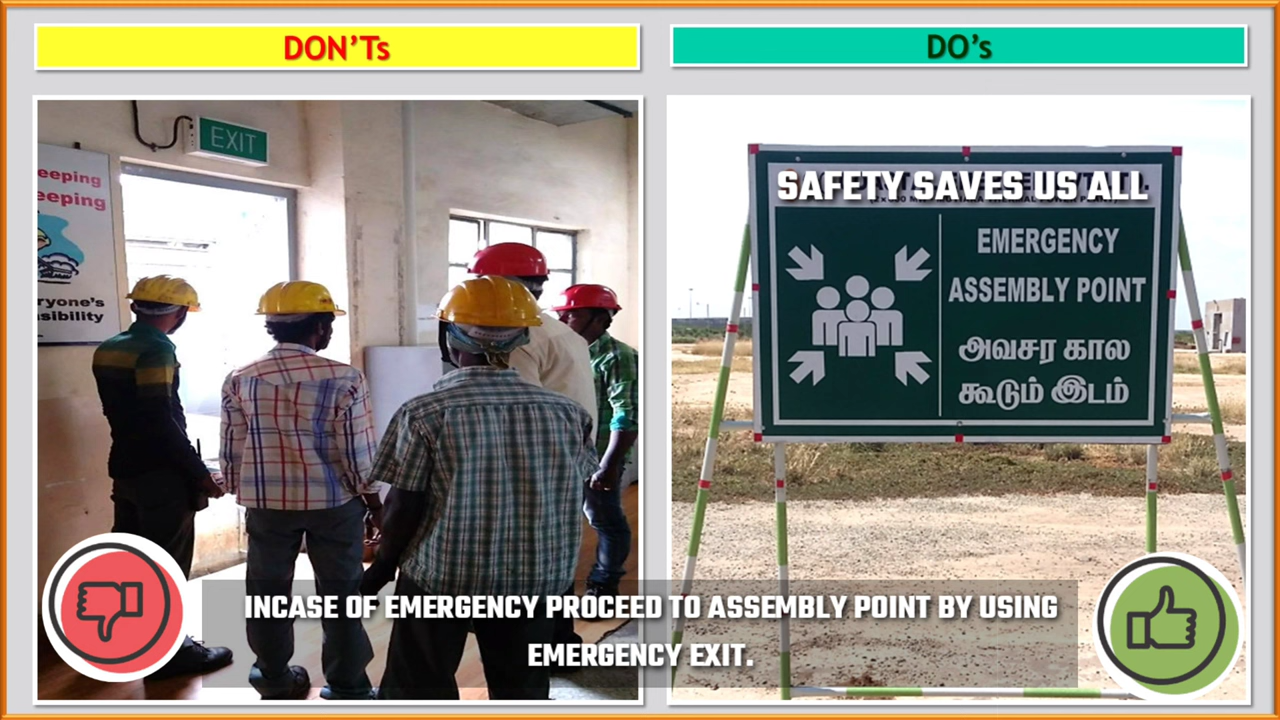 DON'Ts
DO's
EXIT
eeping
eeping
ryone's
sibility
SAFETY SAVES US ALL
EMERGENCY
ASSEMBLY POINT
அவசர கால
கூடும் இடம்
INCASE OF EMERGENCY PROCEED TO ASSEMBLY POINT BY USING
EMERGENCY EXIT.